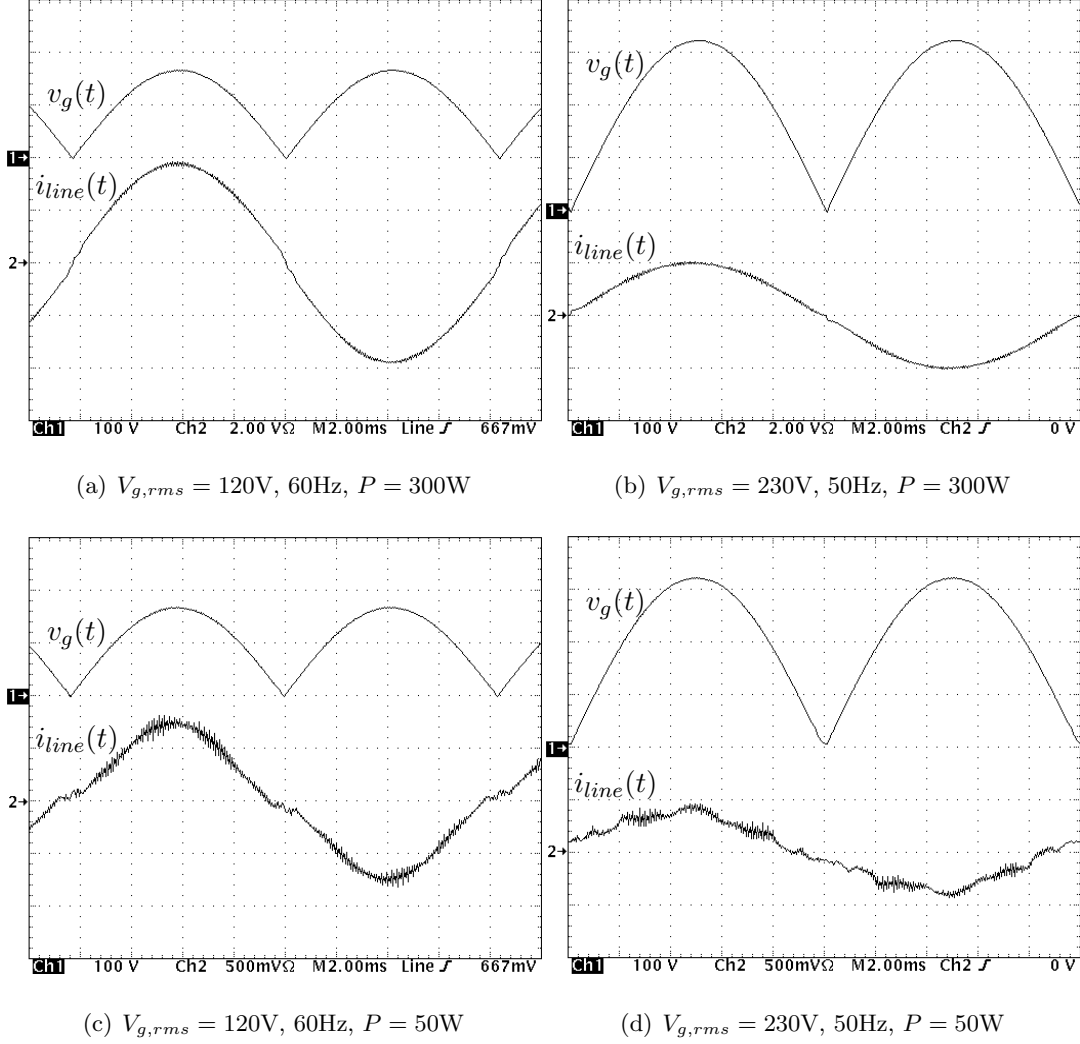 v_g(t)
1→
i_line(t)
2→
Ch1 100 V Ch2 2.00 VΩ M2.00ms Line ƒ 667mV
(a) V_g,rms = 120V, 60Hz, P = 300W
v_g(t)
1→
i_line(t)
2→
Ch1 100 V Ch2 2.00 VΩ M2.00ms Ch2 ƒ 0 V
(b) V_g,rms = 230V, 50Hz, P = 300W
v_g(t)
1→
i_line(t)
2→
Ch1 100 V Ch2 500mVΩ M2.00ms Line ƒ 667mV
(c) V_g,rms = 120V, 60Hz, P = 50W
v_g(t)
1→
i_line(t)
2→
Ch1 100 V Ch2 500mVΩ M2.00ms Ch2 ƒ 0 V
(d) V_g,rms = 230V, 50Hz, P = 50W